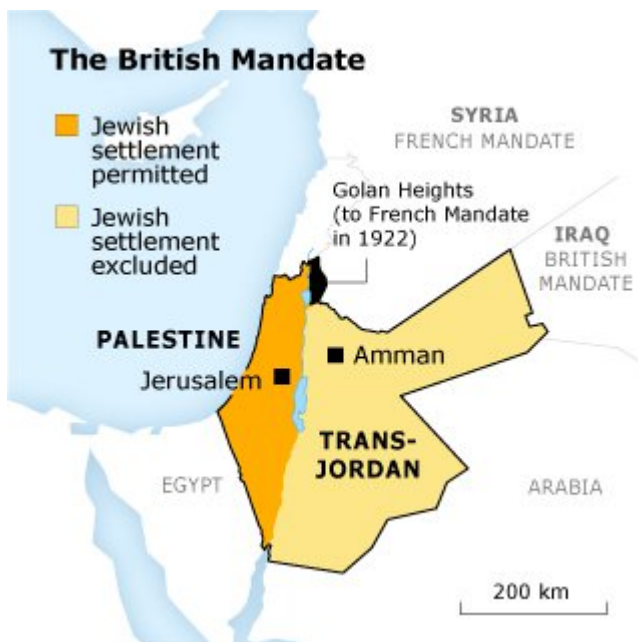 The British Mandate
Jewish
settlement
permitted
Jewish
settlement
excluded
SYRIA
FRENCH MANDATE
Golan Heights
(to French Mandate
in 1922)
IRAQ
BRITISH
MANDATE
PALESTINE
Jerusalem
Amman
TRANS-
JORDAN
EGYPT
ARABIA
200 km